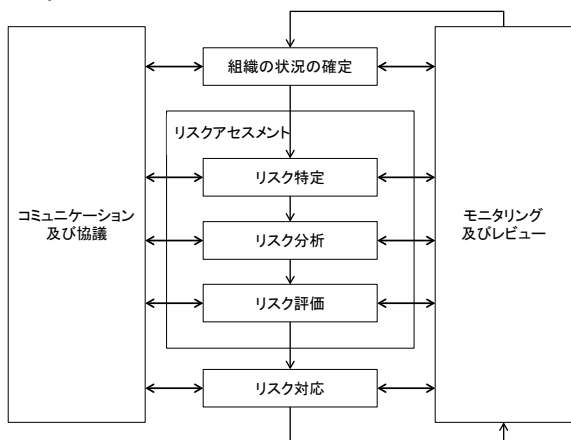 組織の状況の確定
リスクアセスメント
リスク特定
コミュニケーション
及び協議
リスク分析
モニタリング
及びレビュー
リスク評価
リスク対応